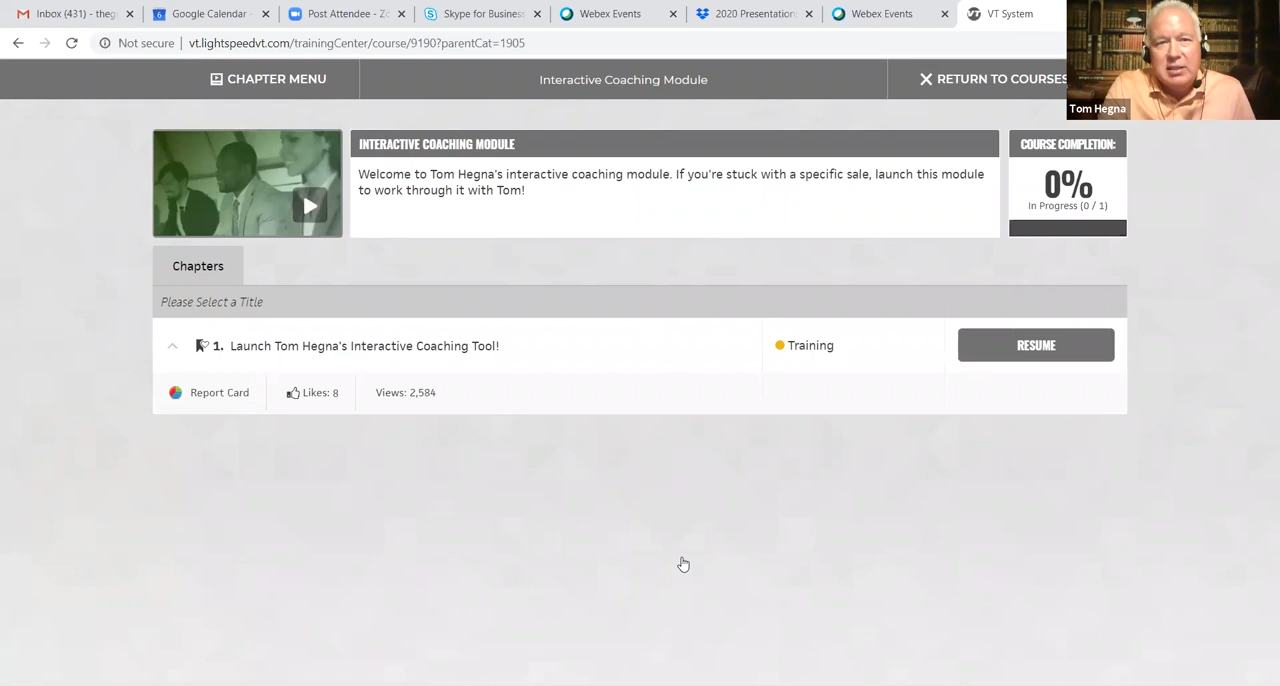 Inbox (431) - theg
Google Calendar -
Post Attendee - Zo
Skype for Business
Webex Events
2020 Presentation
Webex Events
VT System
Not secure
vt.lightspeedvt.com/trainingCenter/course/9190?parentCat=1905
CHAPTER MENU
Interactive Coaching Module
RETURN TO COURSES
Tom Hegna
INTERACTIVE COACHING MODULE
Welcome to Tom Hegna's interactive coaching module. If you're stuck with a specific sale, launch this module
to work through it with Tom!
COURSE COMPLETION:
0%
In Progress (0 / 1)
Chapters
Please Select a Title
1. Launch Tom Hegna's Interactive Coaching Tool!
Training
RESUME
Report Card
Likes: 8
Views: 2,584